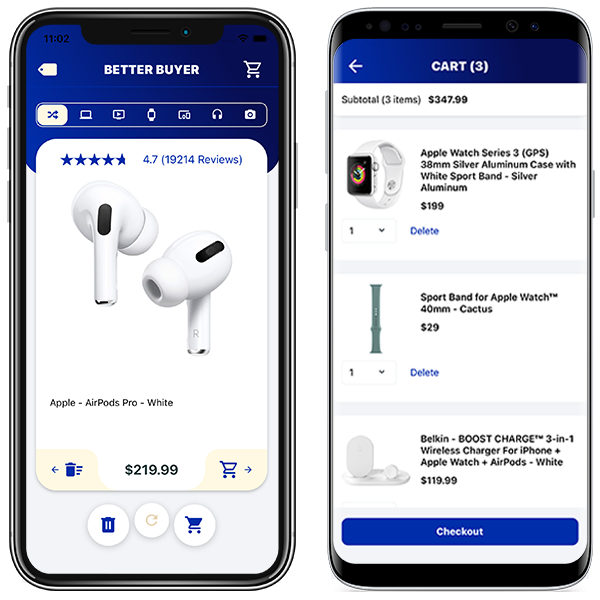 11:02
BETTER BUYER
4.7 (19214 Reviews)
R
Apple - AirPods Pro - White
$219.99
CART (3)
Subtotal (3 items) $347.99
Apple Watch Series 3 (GPS)
38mm Silver Aluminum Case with
White Sport Band - Silver
Aluminum
$199
1 Delete
Sport Band for Apple Watch™
40mm - Cactus
$29
1 Delete
Belkin - BOOST CHARGE™ 3-in-1
Wireless Charger For iPhone +
Apple Watch + AirPods - White
$119.99
Checkout